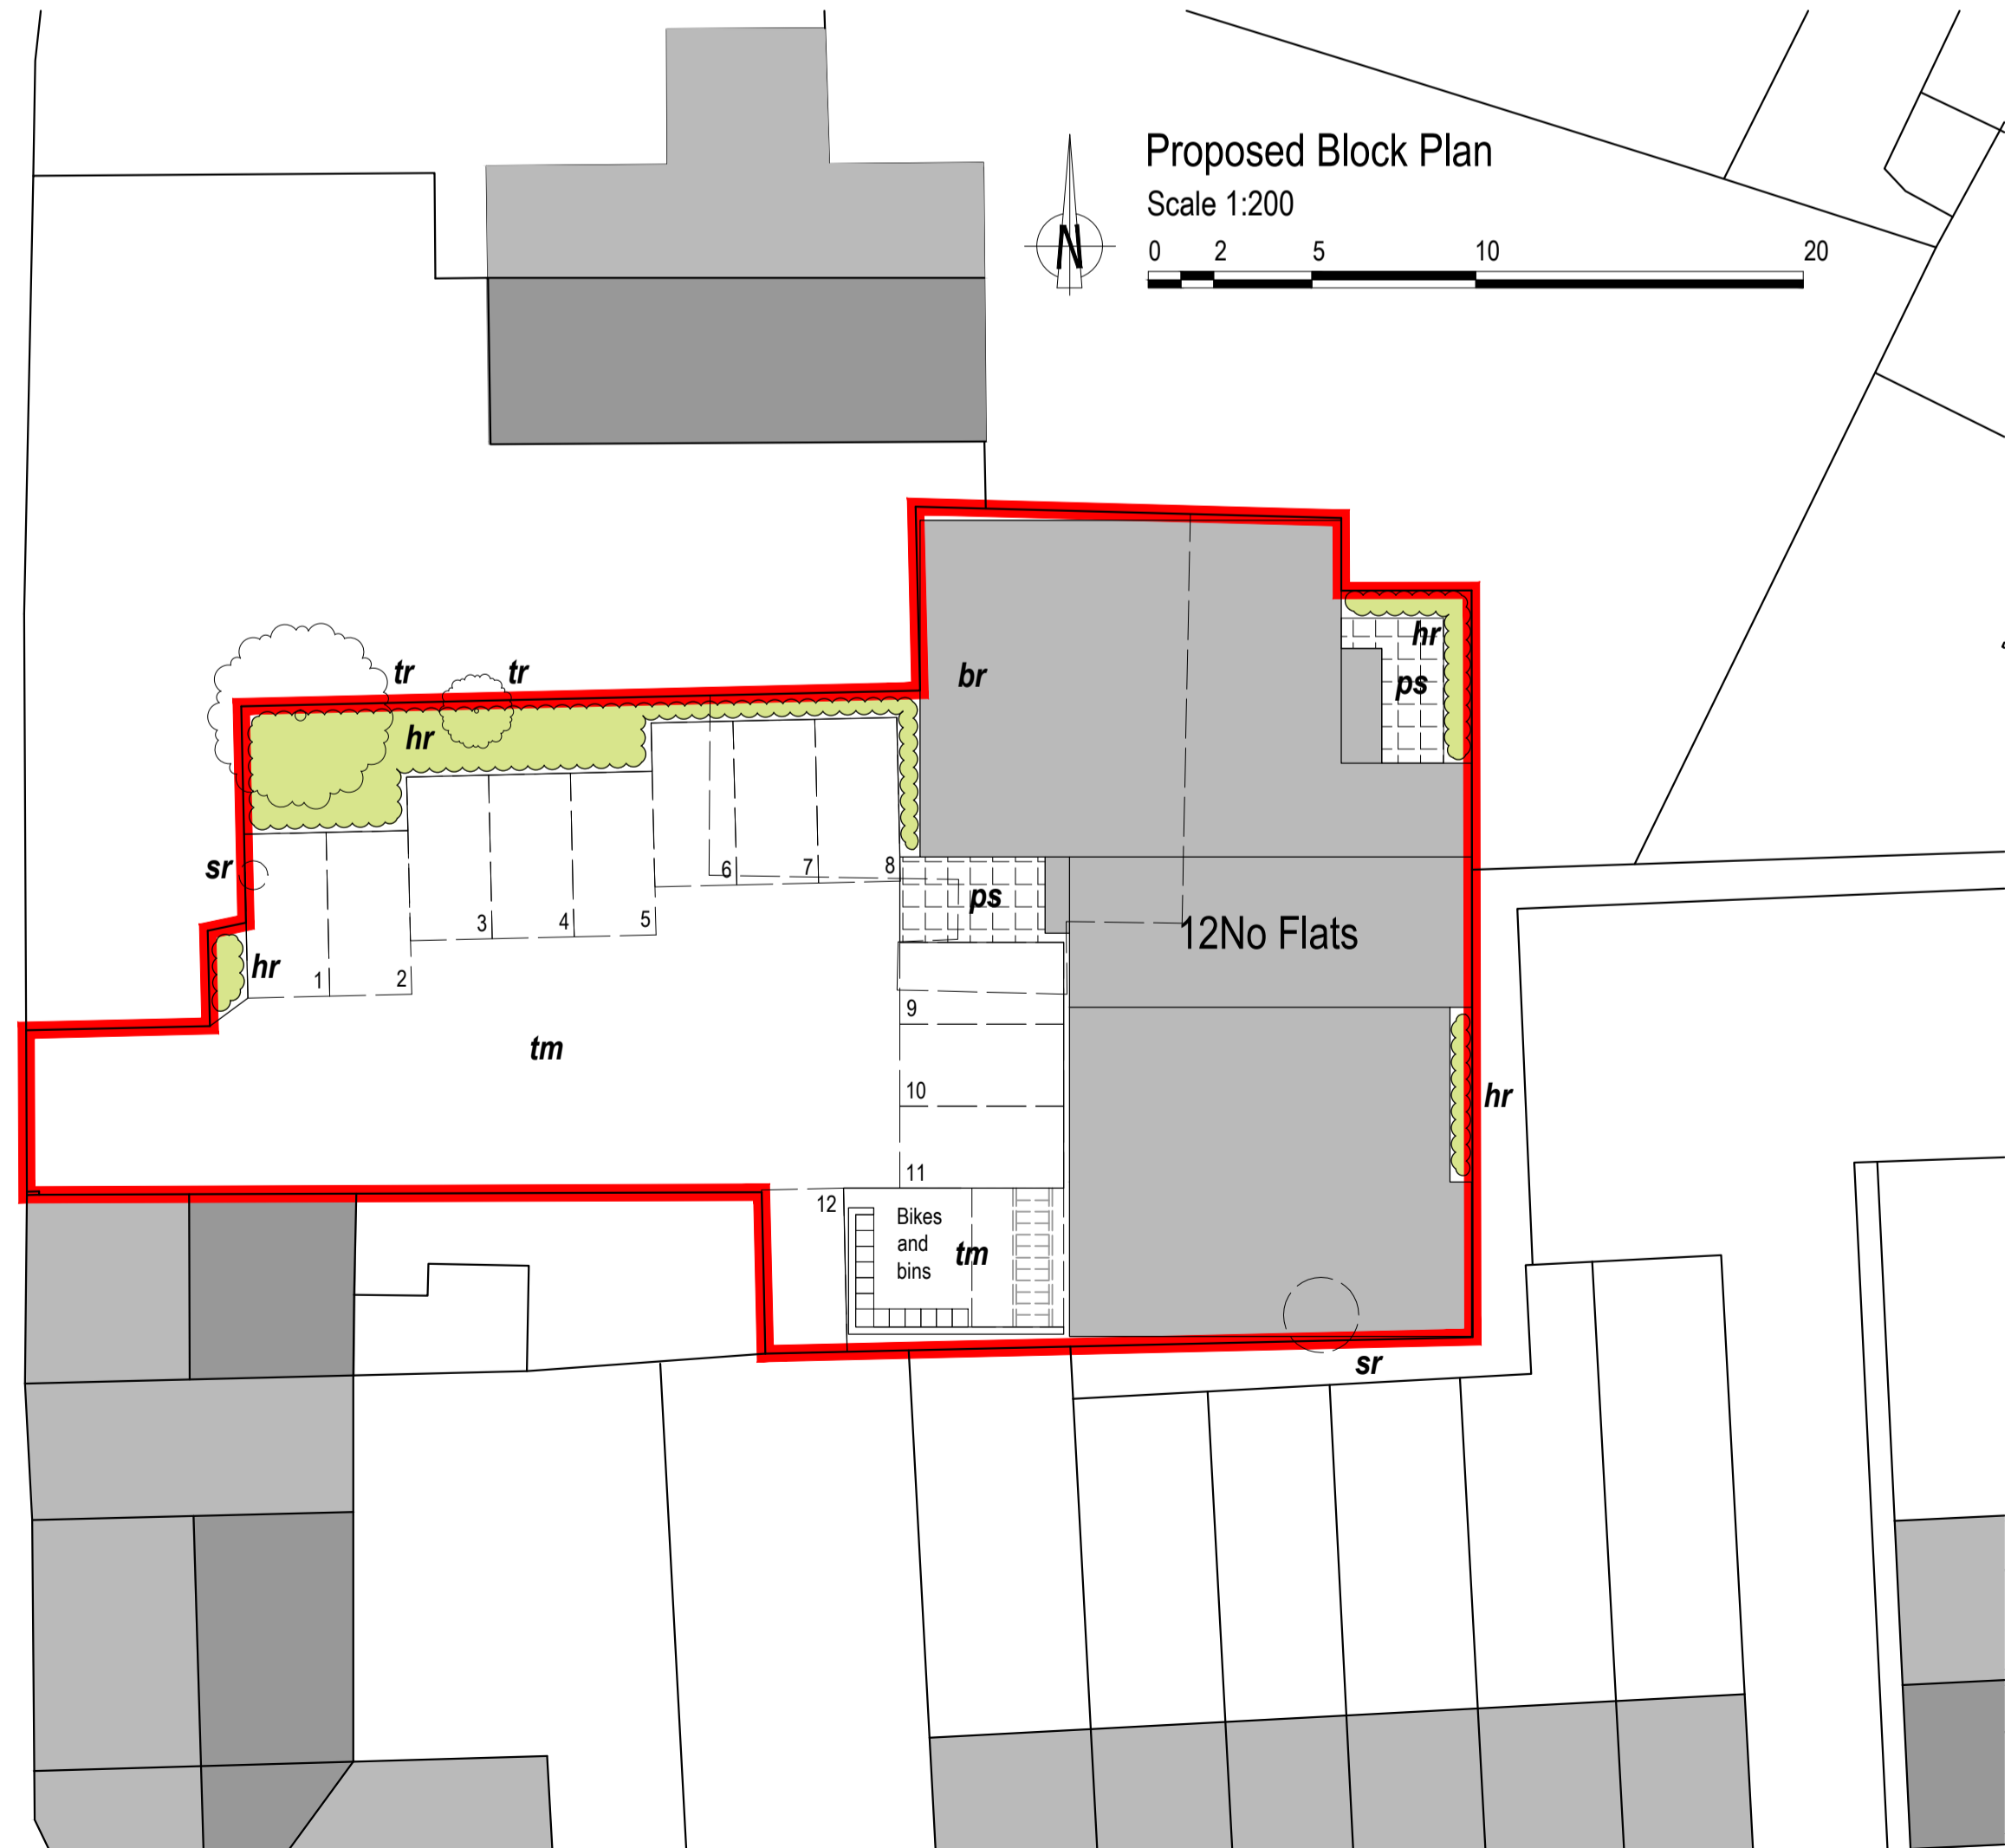 Proposed Block Plan
Scale 1:200
0 2 5 10 20
N
tr tr
hr
br
hr
ps
sr
hr
1 2 3 4 5 6 7 8
ps
12No Flats
9
10
11
12
tm
hr
Bikes
and
bins
tm
sr